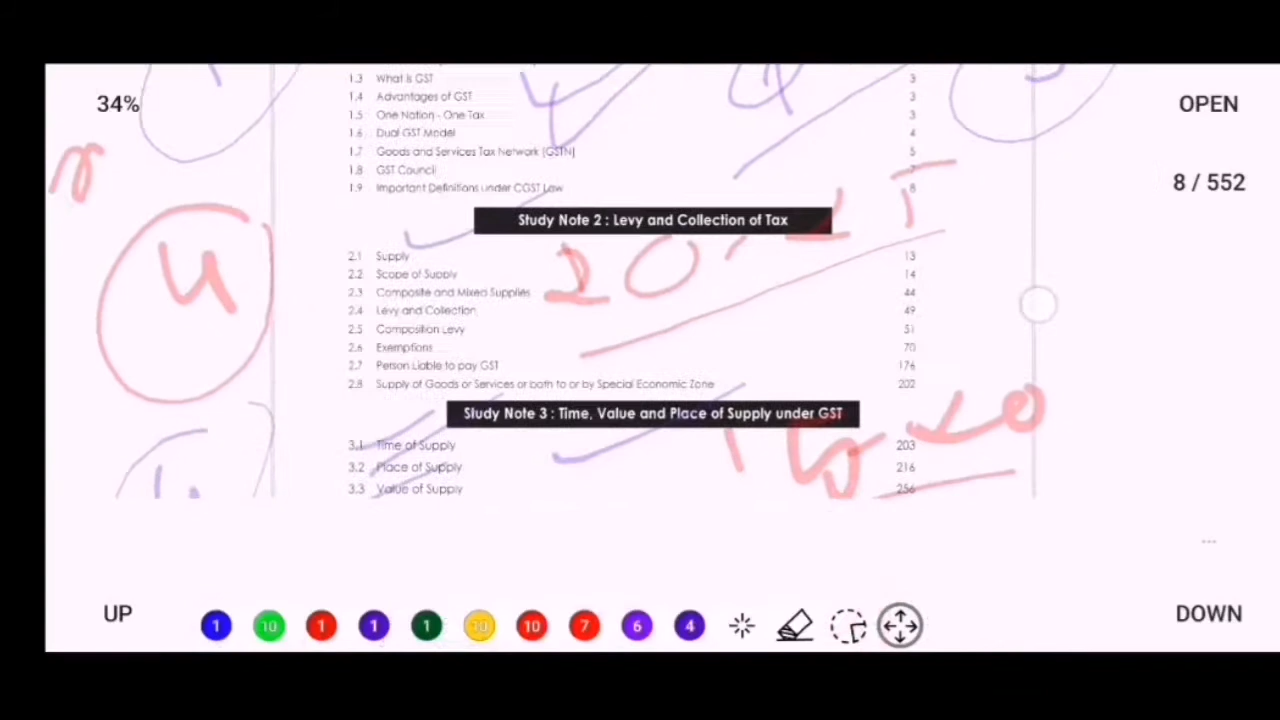 34%
OPEN
8 / 552
1.3 What is GST 3
1.4 Advantages of GST 3
1.5 One Nation - One Tax 3
1.6 Dual GST Model 4
1.7 Goods and Services Tax Network (GSTN) 5
1.8 GST Council 7
1.9 Important Definitions under CGST Law 8
Study Note 2 : Levy and Collection of Tax
2.1 Supply 13
2.2 Scope of Supply 14
2.3 Composite and Mixed Supplies 44
2.4 Levy and Collection 49
2.5 Composition Levy 51
2.6 Exemptions 70
2.7 Person Liable to pay GST 176
2.8 Supply of Goods or Services or both to or by Special Economic Zone 202
Study Note 3 : Time, Value and Place of Supply under GST
3.1 Time of Supply 203
3.2 Place of Supply 216
3.3 Value of Supply 256
4
UP
1 10 1 1 1 10 10 7 6 4
DOWN